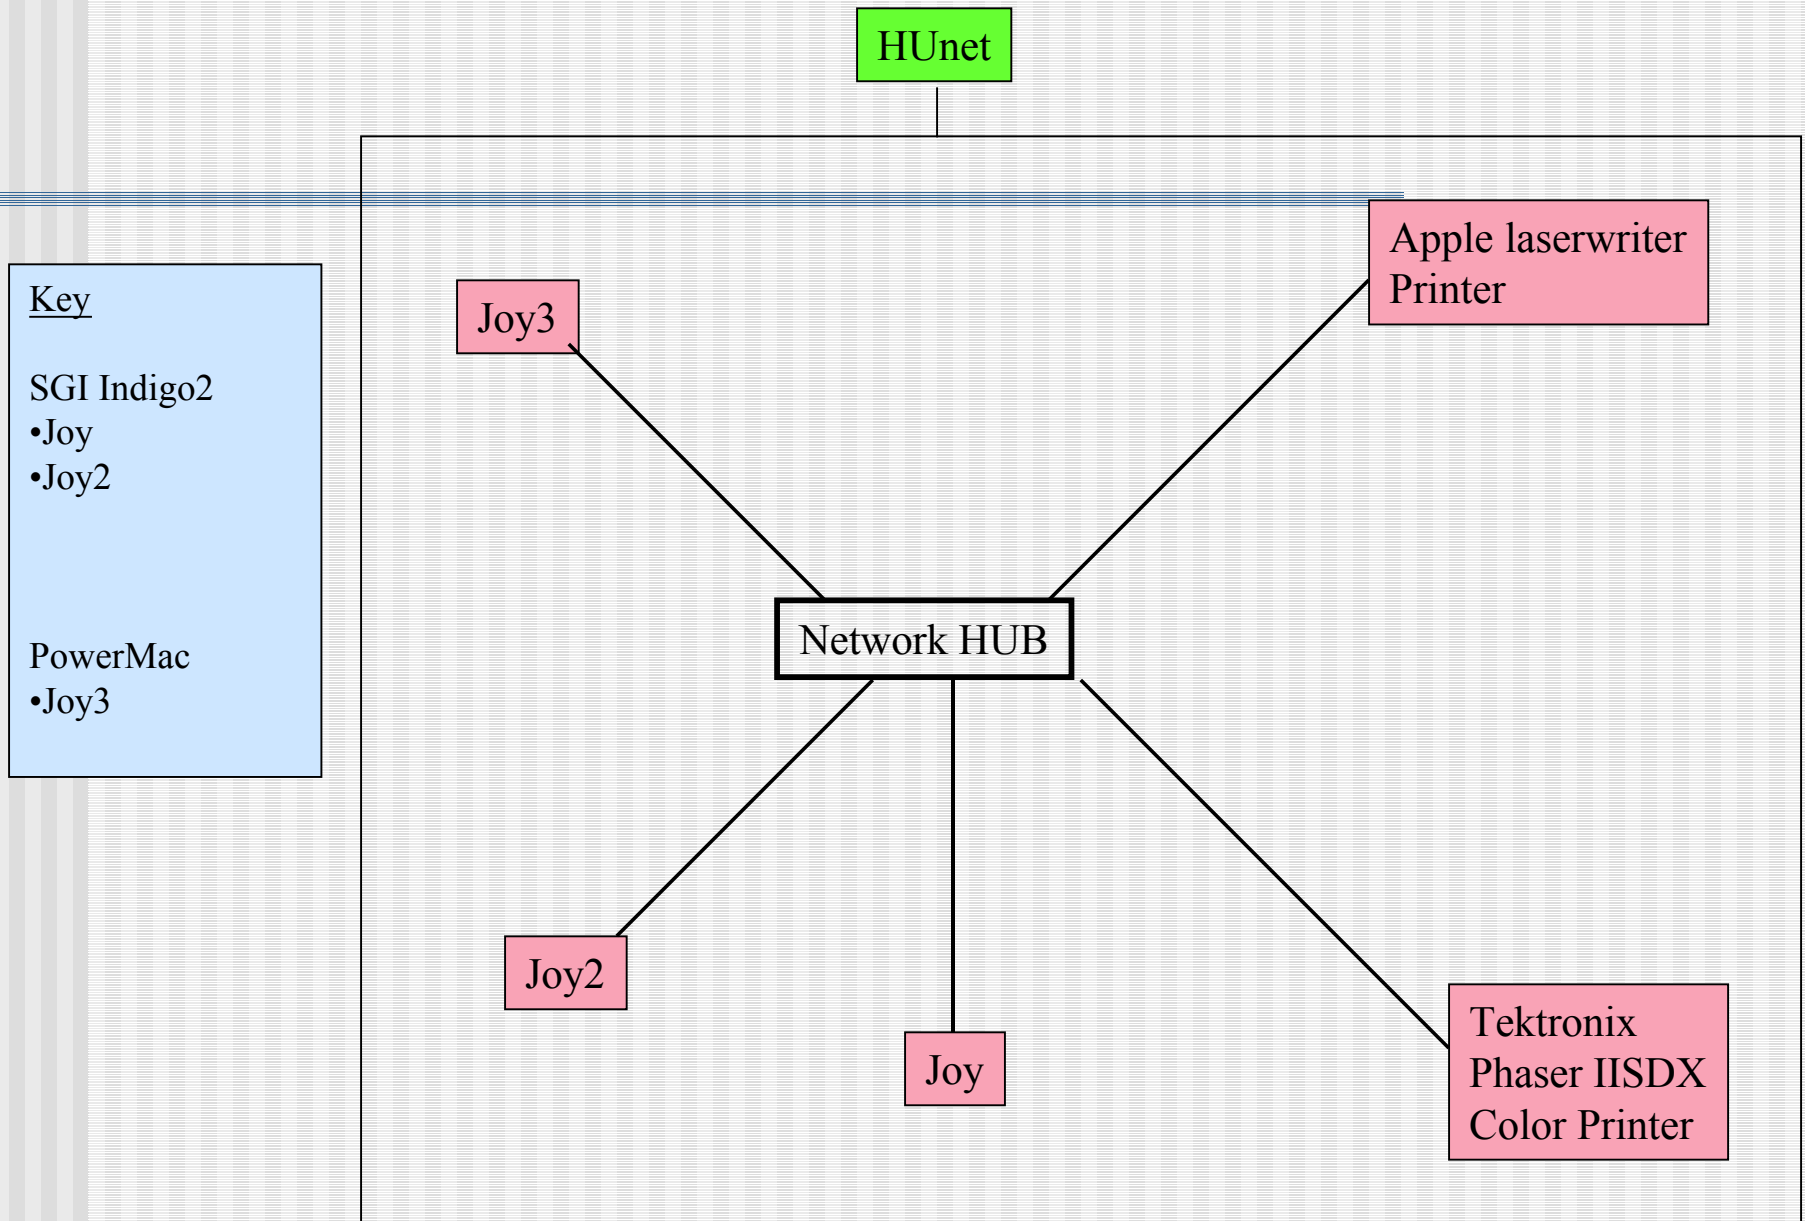 HUnet
Apple laserwriter
Printer
Key
SGI Indigo2
•Joy
•Joy2
PowerMac
•Joy3
Joy3
Network HUB
Joy2
Joy
Tektronix
Phaser IISDX
Color Printer